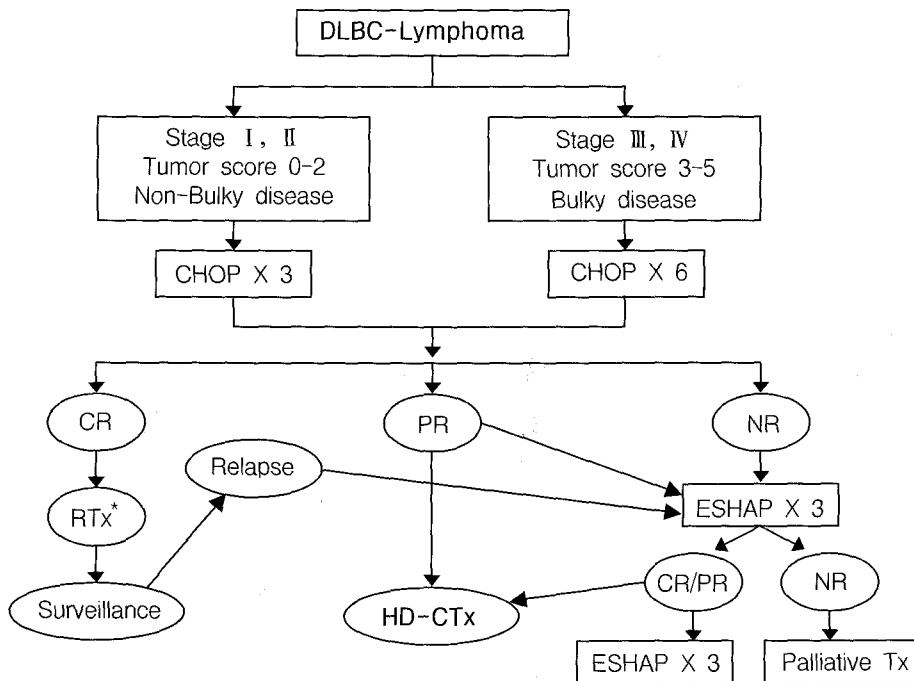 DLBC-Lymphoma
Stage Ⅰ, Ⅱ
Tumor score 0-2
Non-Bulky disease
Stage Ⅲ, Ⅳ
Tumor score 3-5
Bulky disease
CHOP X 3
CHOP X 6
CR
PR
NR
Relapse
RTx*
ESHAP X 3
Surveillance
HD-CTx
CR/PR
NR
ESHAP X 3
Palliative Tx